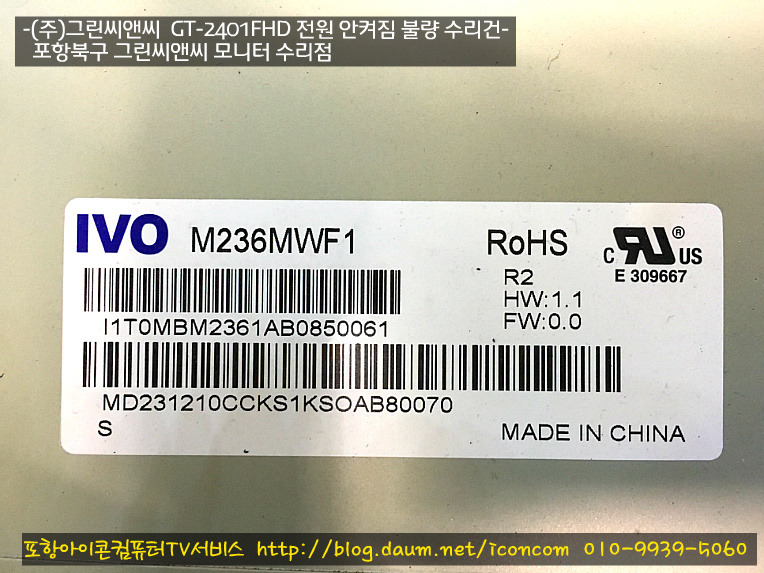 -(주)그린씨앤씨 GT-2401FHD 전원 안켜짐 불량 수리건-
포항북구 그린씨앤씨 모니터 수리점
IVO M236MWF1 RoHS c RU ® US
R2 E 309667
HW:1.1
I1T0MBM2361AB0850061 FW:0.0
MD231210CCKS1KSOAB80070
S MADE IN CHINA
포항아이콘컴퓨터TV서비스 http://blog.daum.net/iconcom 010-9939-5060